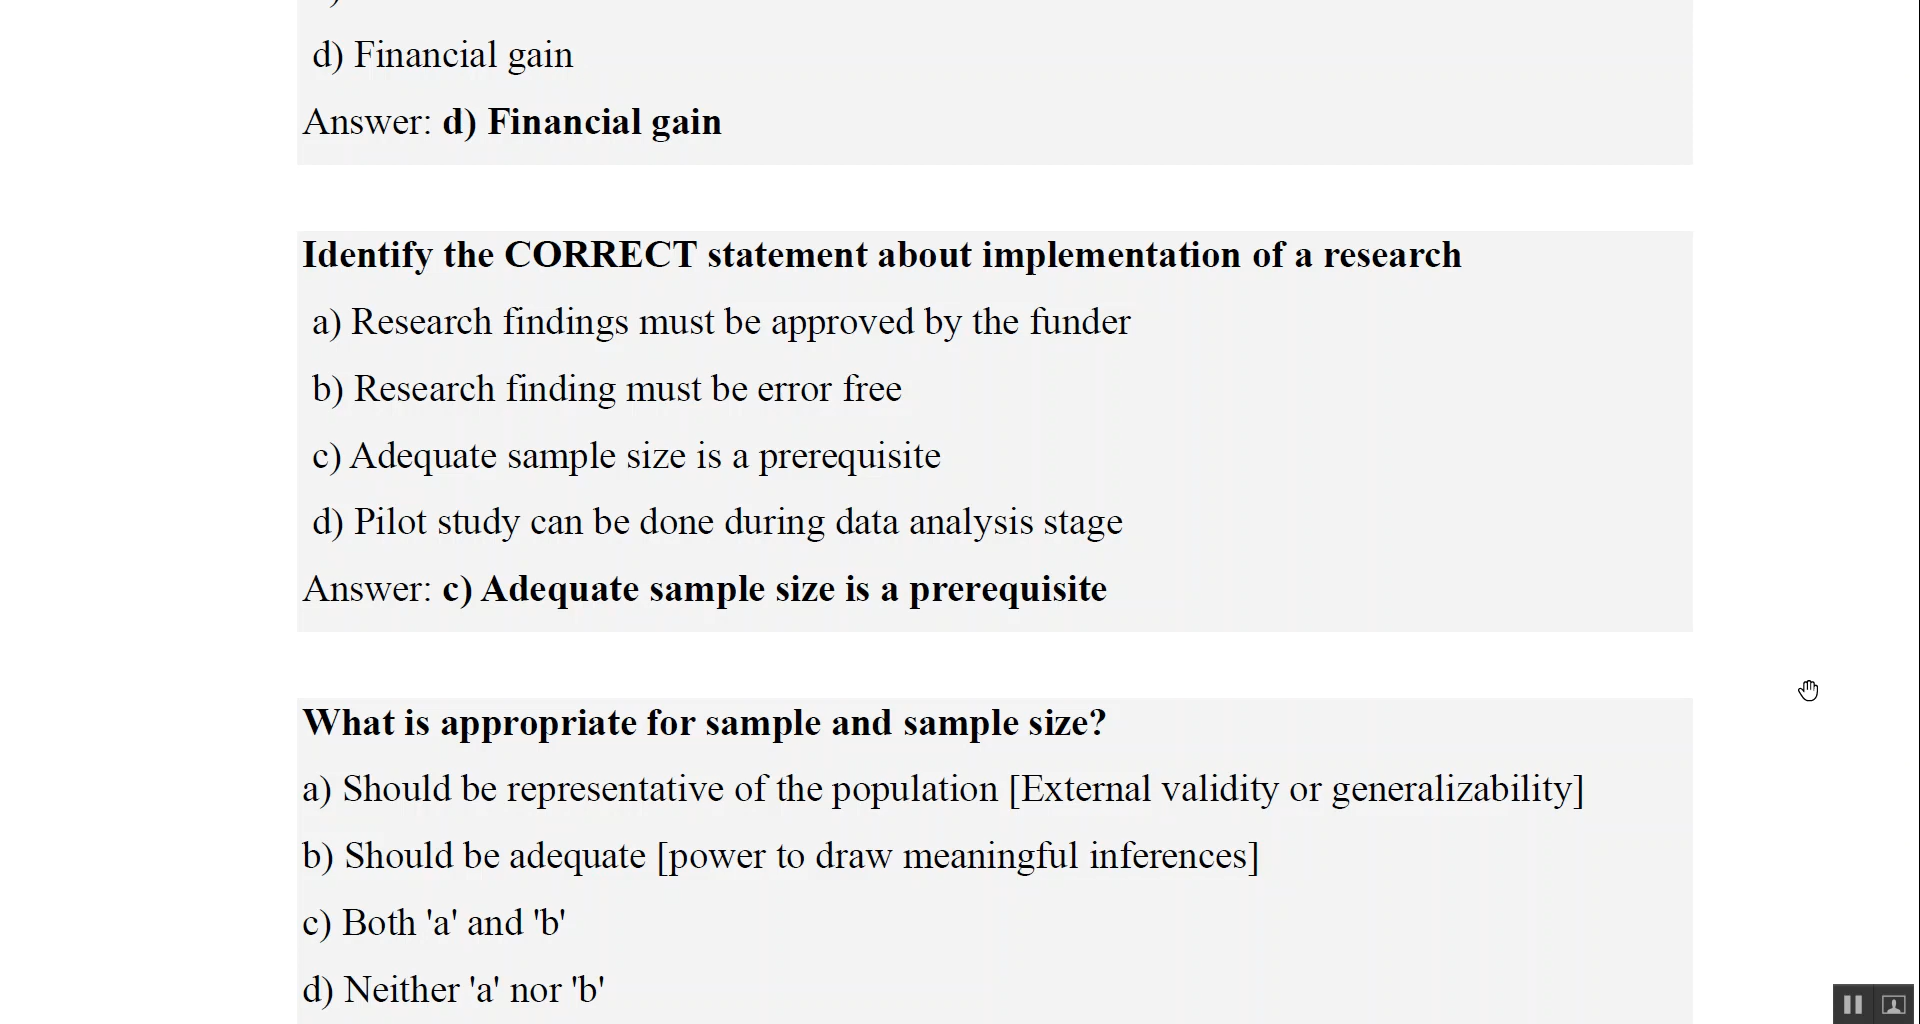 d) Financial gain
Answer: d) Financial gain
Identify the CORRECT statement about implementation of a research
a) Research findings must be approved by the funder
b) Research finding must be error free
c) Adequate sample size is a prerequisite
d) Pilot study can be done during data analysis stage
Answer: c) Adequate sample size is a prerequisite
What is appropriate for sample and sample size?
a) Should be representative of the population [External validity or generalizability]
b) Should be adequate [power to draw meaningful inferences]
c) Both 'a' and 'b'
d) Neither 'a' nor 'b'